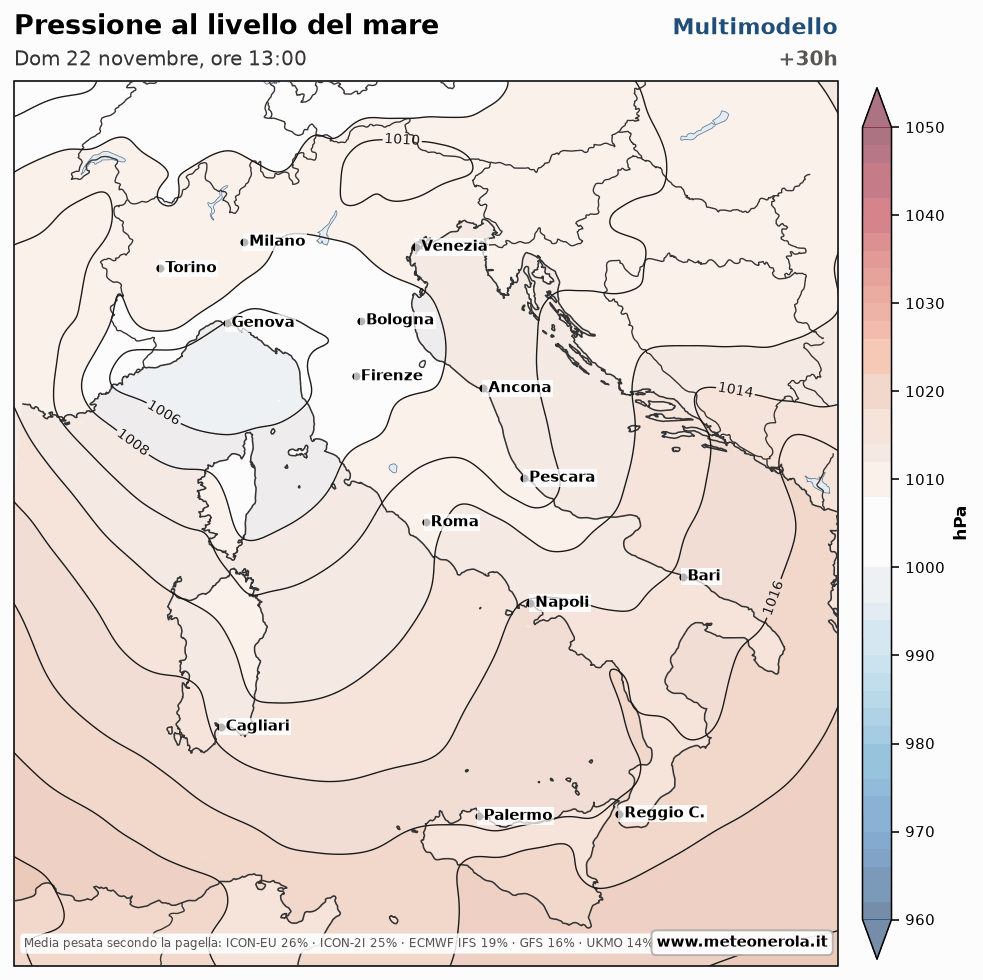 Pressione al livello del mare
Multimodello
Dom 22 novembre, ore 13:00
+30h
1010
Milano
Venezia
Torino
Genova
Bologna
Firenze
Ancona
1014
1006
1008
Pescara
Roma
Bari
Napoli
1016
Cagliari
Palermo
Reggio C.
Media pesata secondo la pagella: ICON-EU 26% · ICON-2I 25% · ECMWF IFS 19% · GFS 16% · UKMO 14%
www.meteonerola.it
1050
1040
1030
1020
1010
1000
990
980
970
960
hPa